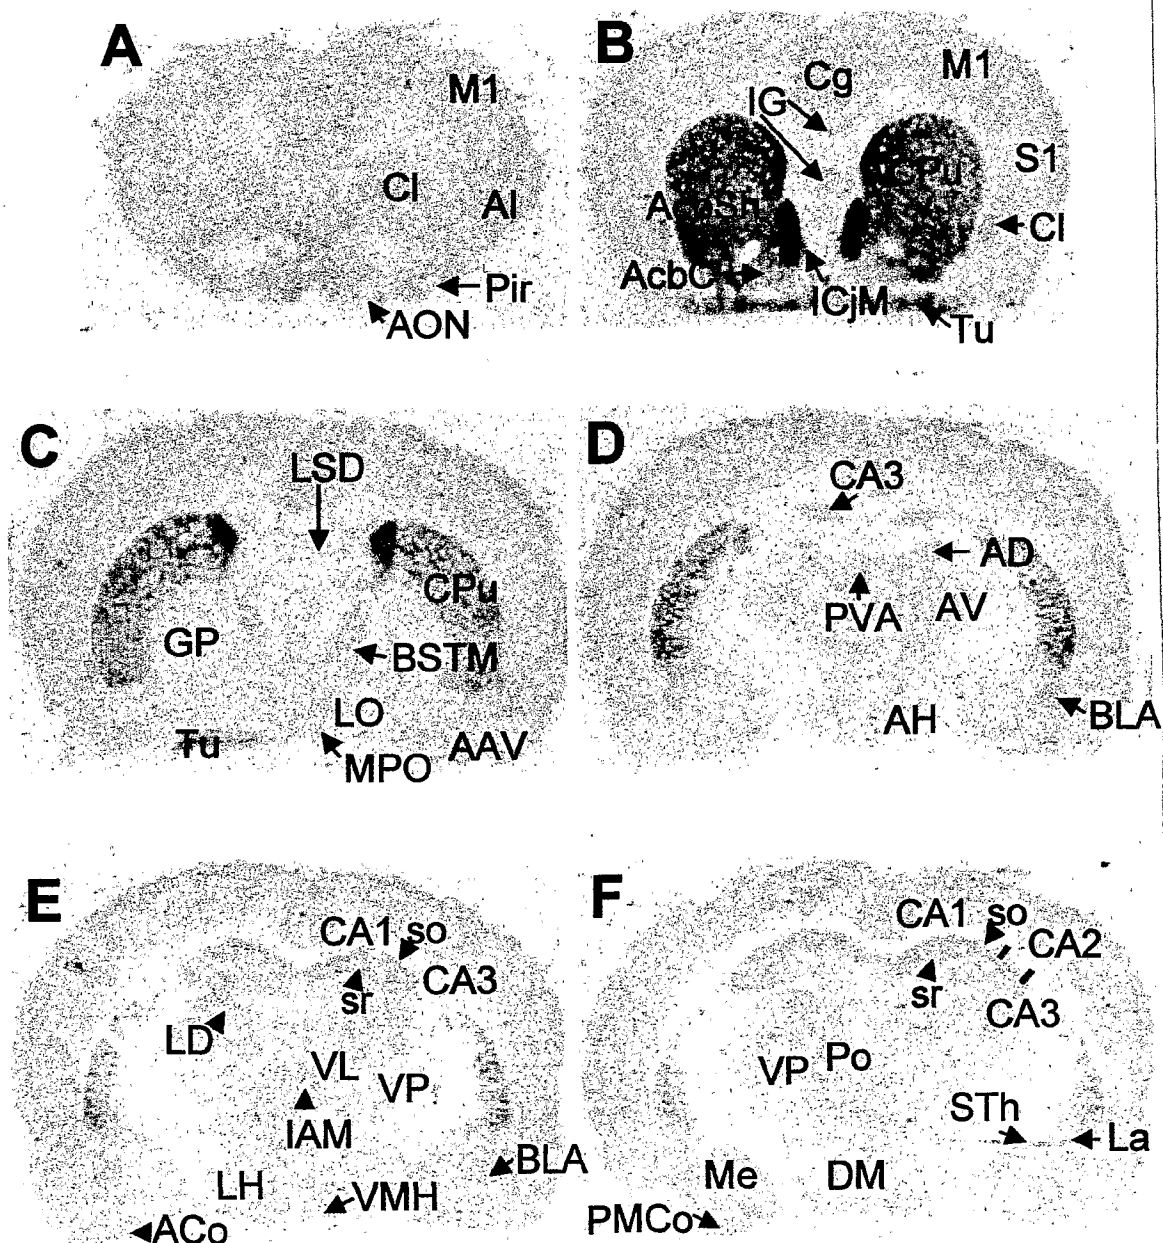 A
M1
Cl
AI
Pir
AON
B
Cg
M1
IG
S1
CPu
Cl
ICjM
Tu
C
LSD
CPu
GP
BSTM
LO
Tu
MPO
AAV
D
CA3
AD
PVA
AV
AH
BLA
E
CA1 so
sr
CA3
LD
VL
VP
IAM
BLA
LH
VMH
ACo
F
CA1 so
CA2
sr
CA3
VP
Po
STh
La
Me
DM
PMCo